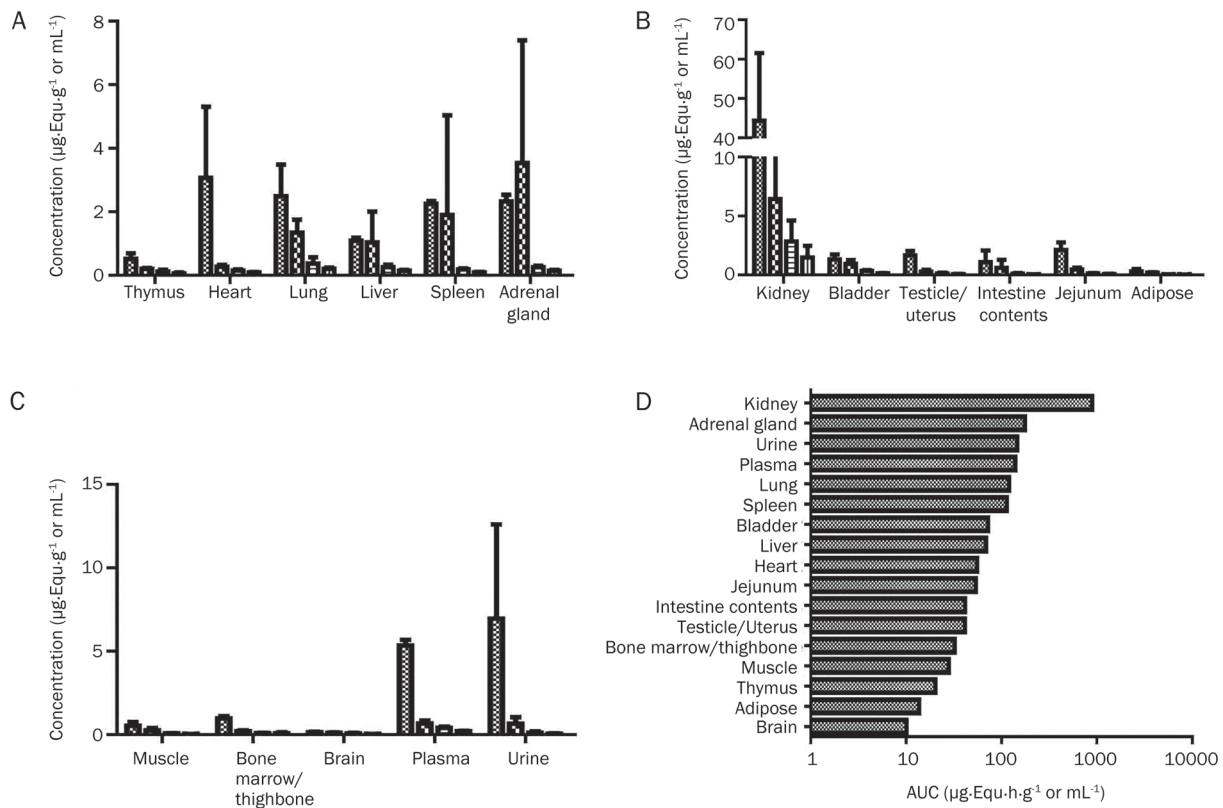 A
Concentration (µg·Equ·g⁻¹ or mL⁻¹)
8
6
4
2
0
Thymus Heart Lung Liver Spleen Adrenal
gland
B
Concentration (µg·Equ·g⁻¹ or mL⁻¹)
70
60
50
40
10
5
0
Kidney Bladder Testicle/ Intestine Jejunum Adipose
uterus contents
C
Concentration (µg·Equ·g⁻¹ or mL⁻¹)
15
10
5
0
Muscle Bone Brain Plasma Urine
marrow/
thighbone
D
Kidney
Adrenal gland
Urine
Plasma
Lung
Spleen
Bladder
Liver
Heart
Jejunum
Intestine contents
Testicle/Uterus
Bone marrow/thighbone
Muscle
Thymus
Adipose
Brain
1 10 100 1000 10000
AUC (µg·Equ·h·g⁻¹ or mL⁻¹)